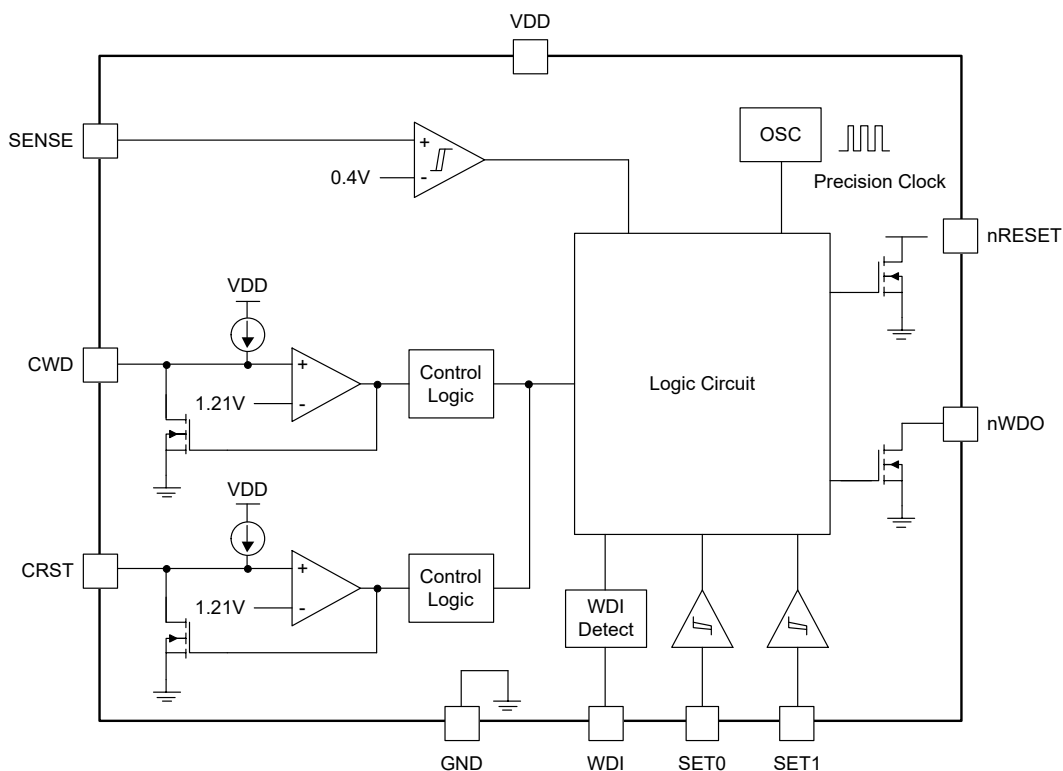 VDD
SENSE
+
0.4V
-
OSC
Precision Clock
nRESET
VDD
CWD
+
1.21V
-
Control
Logic
Logic Circuit
nWDO
VDD
CRST
+
1.21V
-
Control
Logic
WDI
Detect
GND
WDI
SET0
SET1